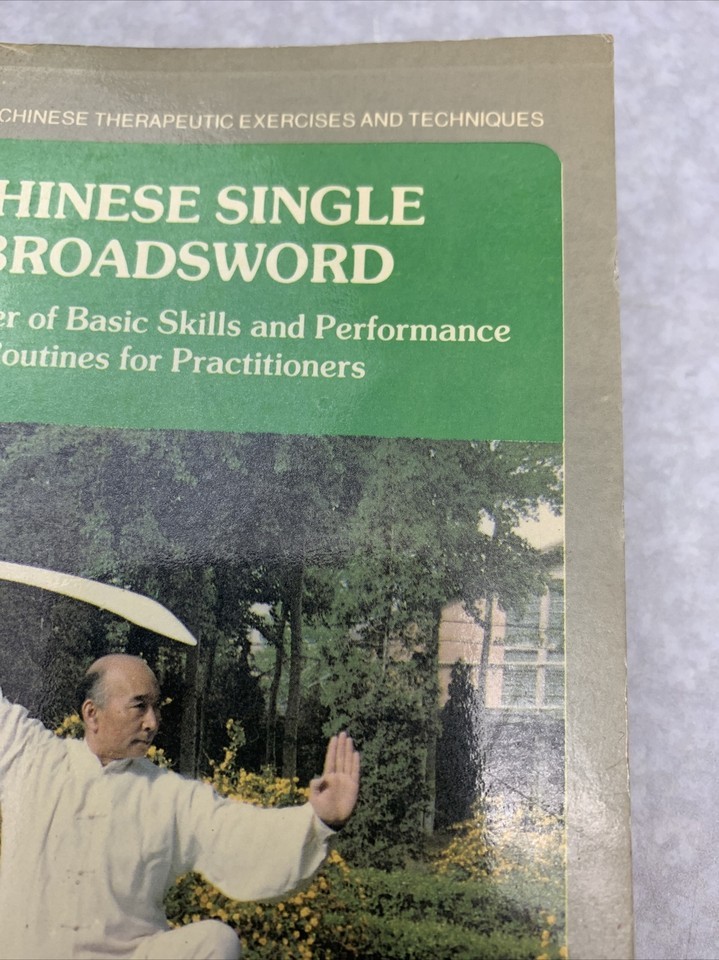 CHINESE THERAPEUTIC EXERCISES AND TECHNIQUES
HINESE SINGLE
BROADSWORD
er of Basic Skills and Performance
outines for Practitioners